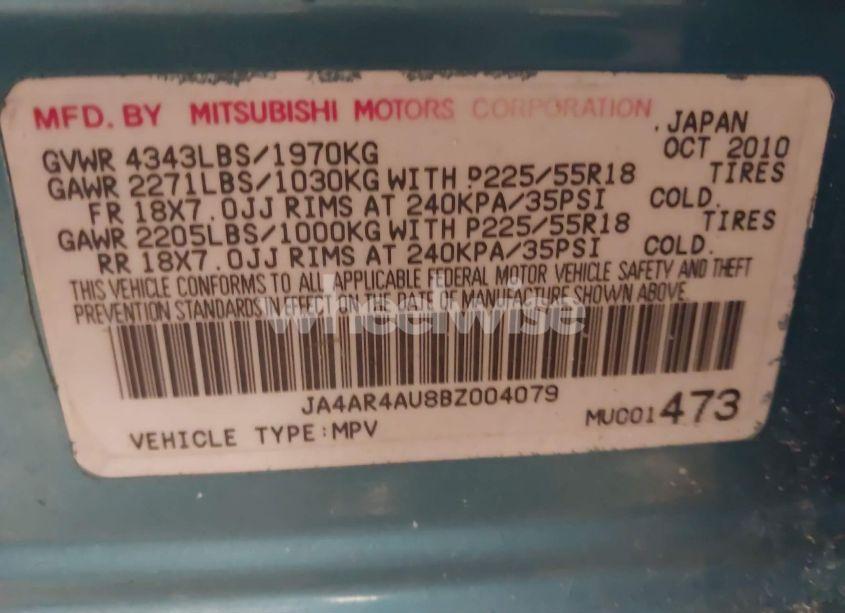 MFD. BY MITSUBISHI MOTORS CORPORATION
. JAPAN
GVWR 4343LBS/1970KG OCT 2010
GAWR 2271LBS/1030KG WITH P225/55R18 TIRES
FR 18X7.0JJ RIMS AT 240KPA/35PSI COLD.
GAWR 2205LBS/1000KG WITH P225/55R18 TIRES
RR 18X7.0JJ RIMS AT 240KPA/35PSI COLD.
THIS VEHICLE CONFORMS TO ALL APPLICABLE FEDERAL MOTOR VEHICLE SAFETY AND THEFT
PREVENTION STANDARDS IN EFFECT ON THE DATE OF MANUFACTURE SHOWN ABOVE.
wheelwise
JA4AR4AU8BZ004079
MUC01 473
VEHICLE TYPE:MPV